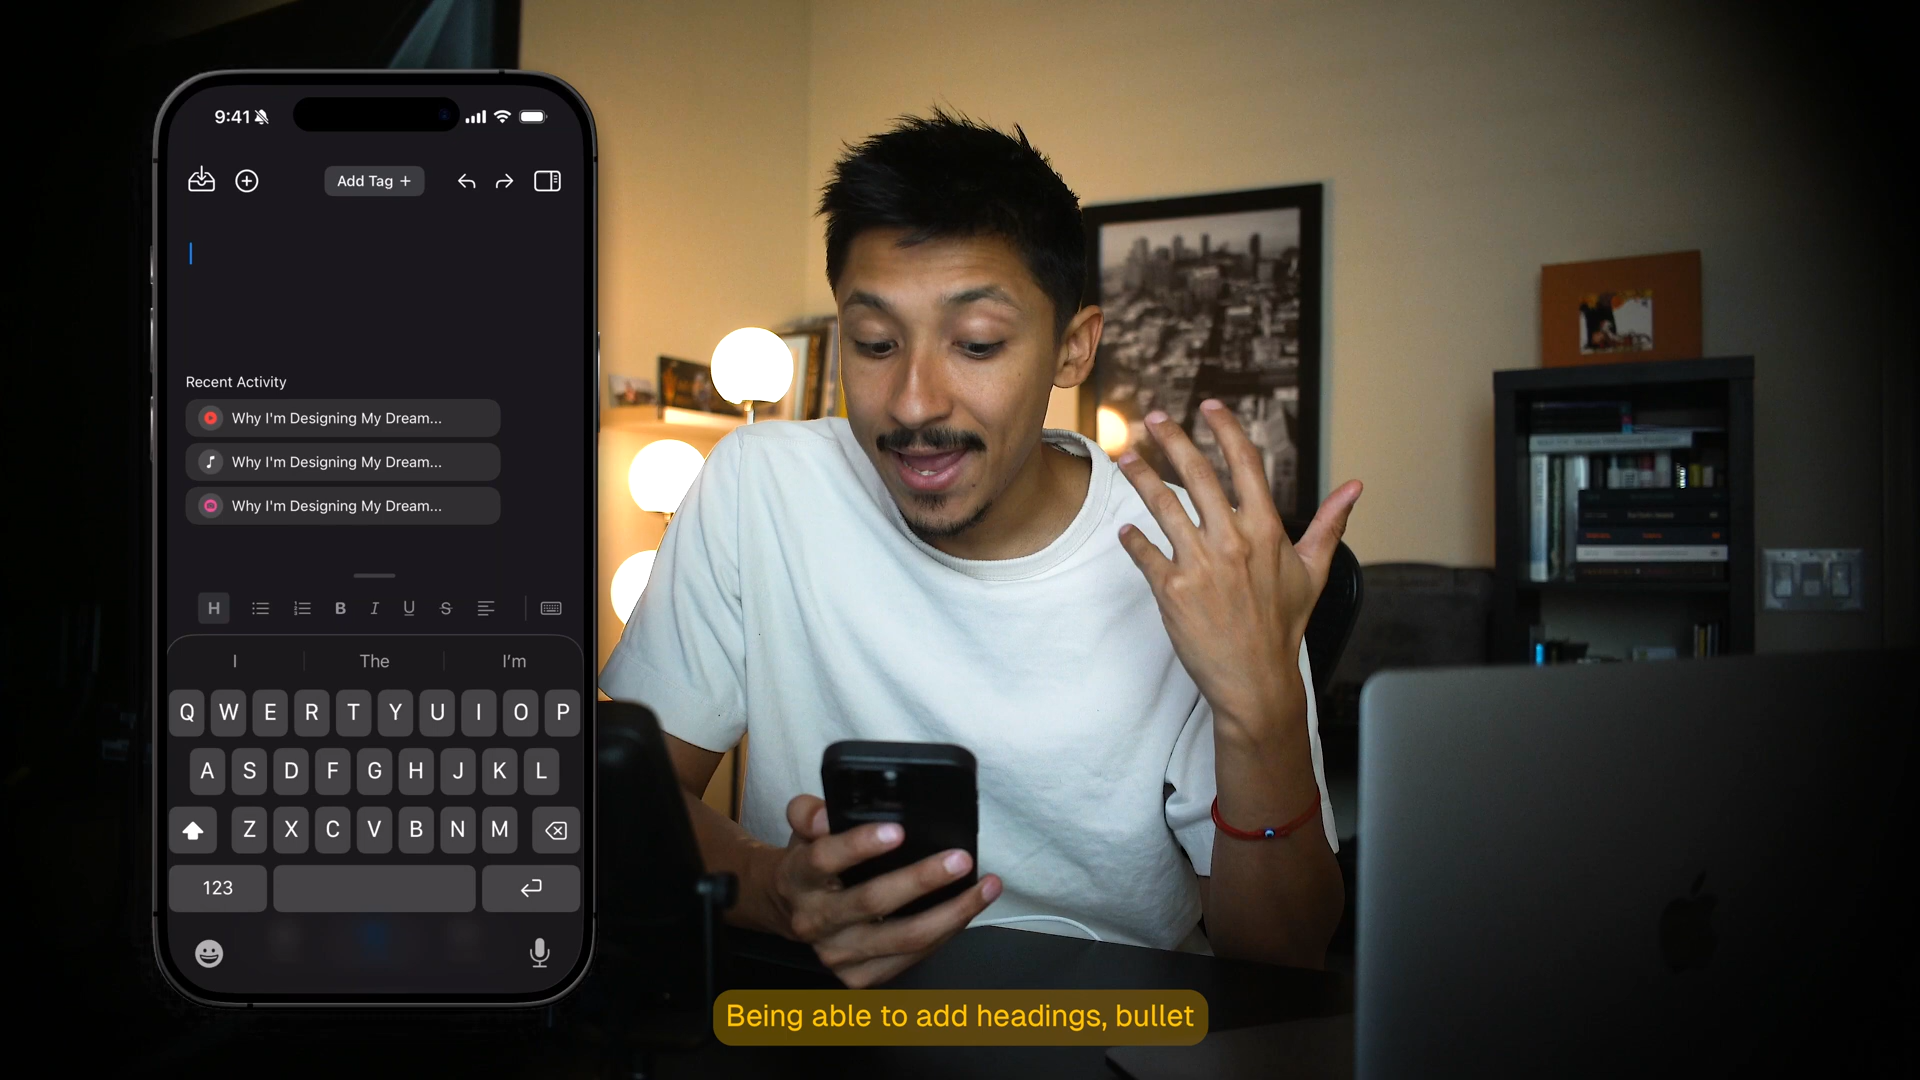 9:41
Add Tag +
Recent Activity
Why I'm Designing My Dream...
Why I'm Designing My Dream...
Why I'm Designing My Dream...
H B I U S
I The I'm
Q W E R T Y U I O P
A S D F G H J K L
Z X C V B N M
123
Being able to add headings, bullet